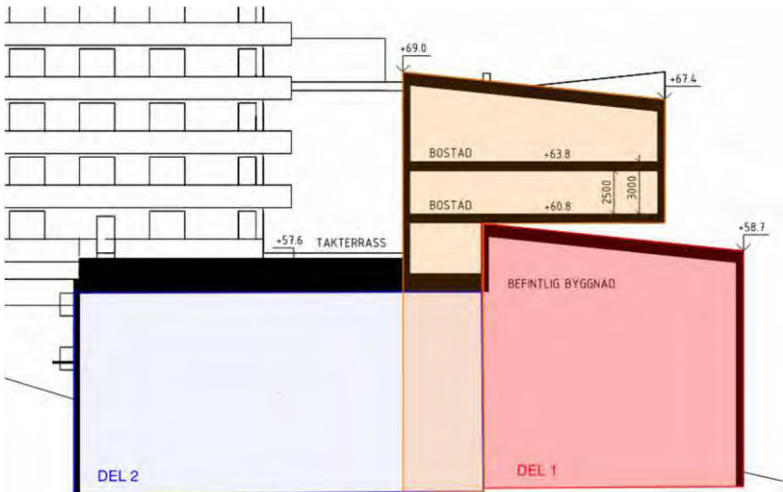 +69.0
+67.4
BOSTAD +63.8
2500
3000
BOSTAD +60.8
+57.6 TAKTERRASS
+58.7
BEFINTLIG BYGGNAD
DEL 2
DEL 1